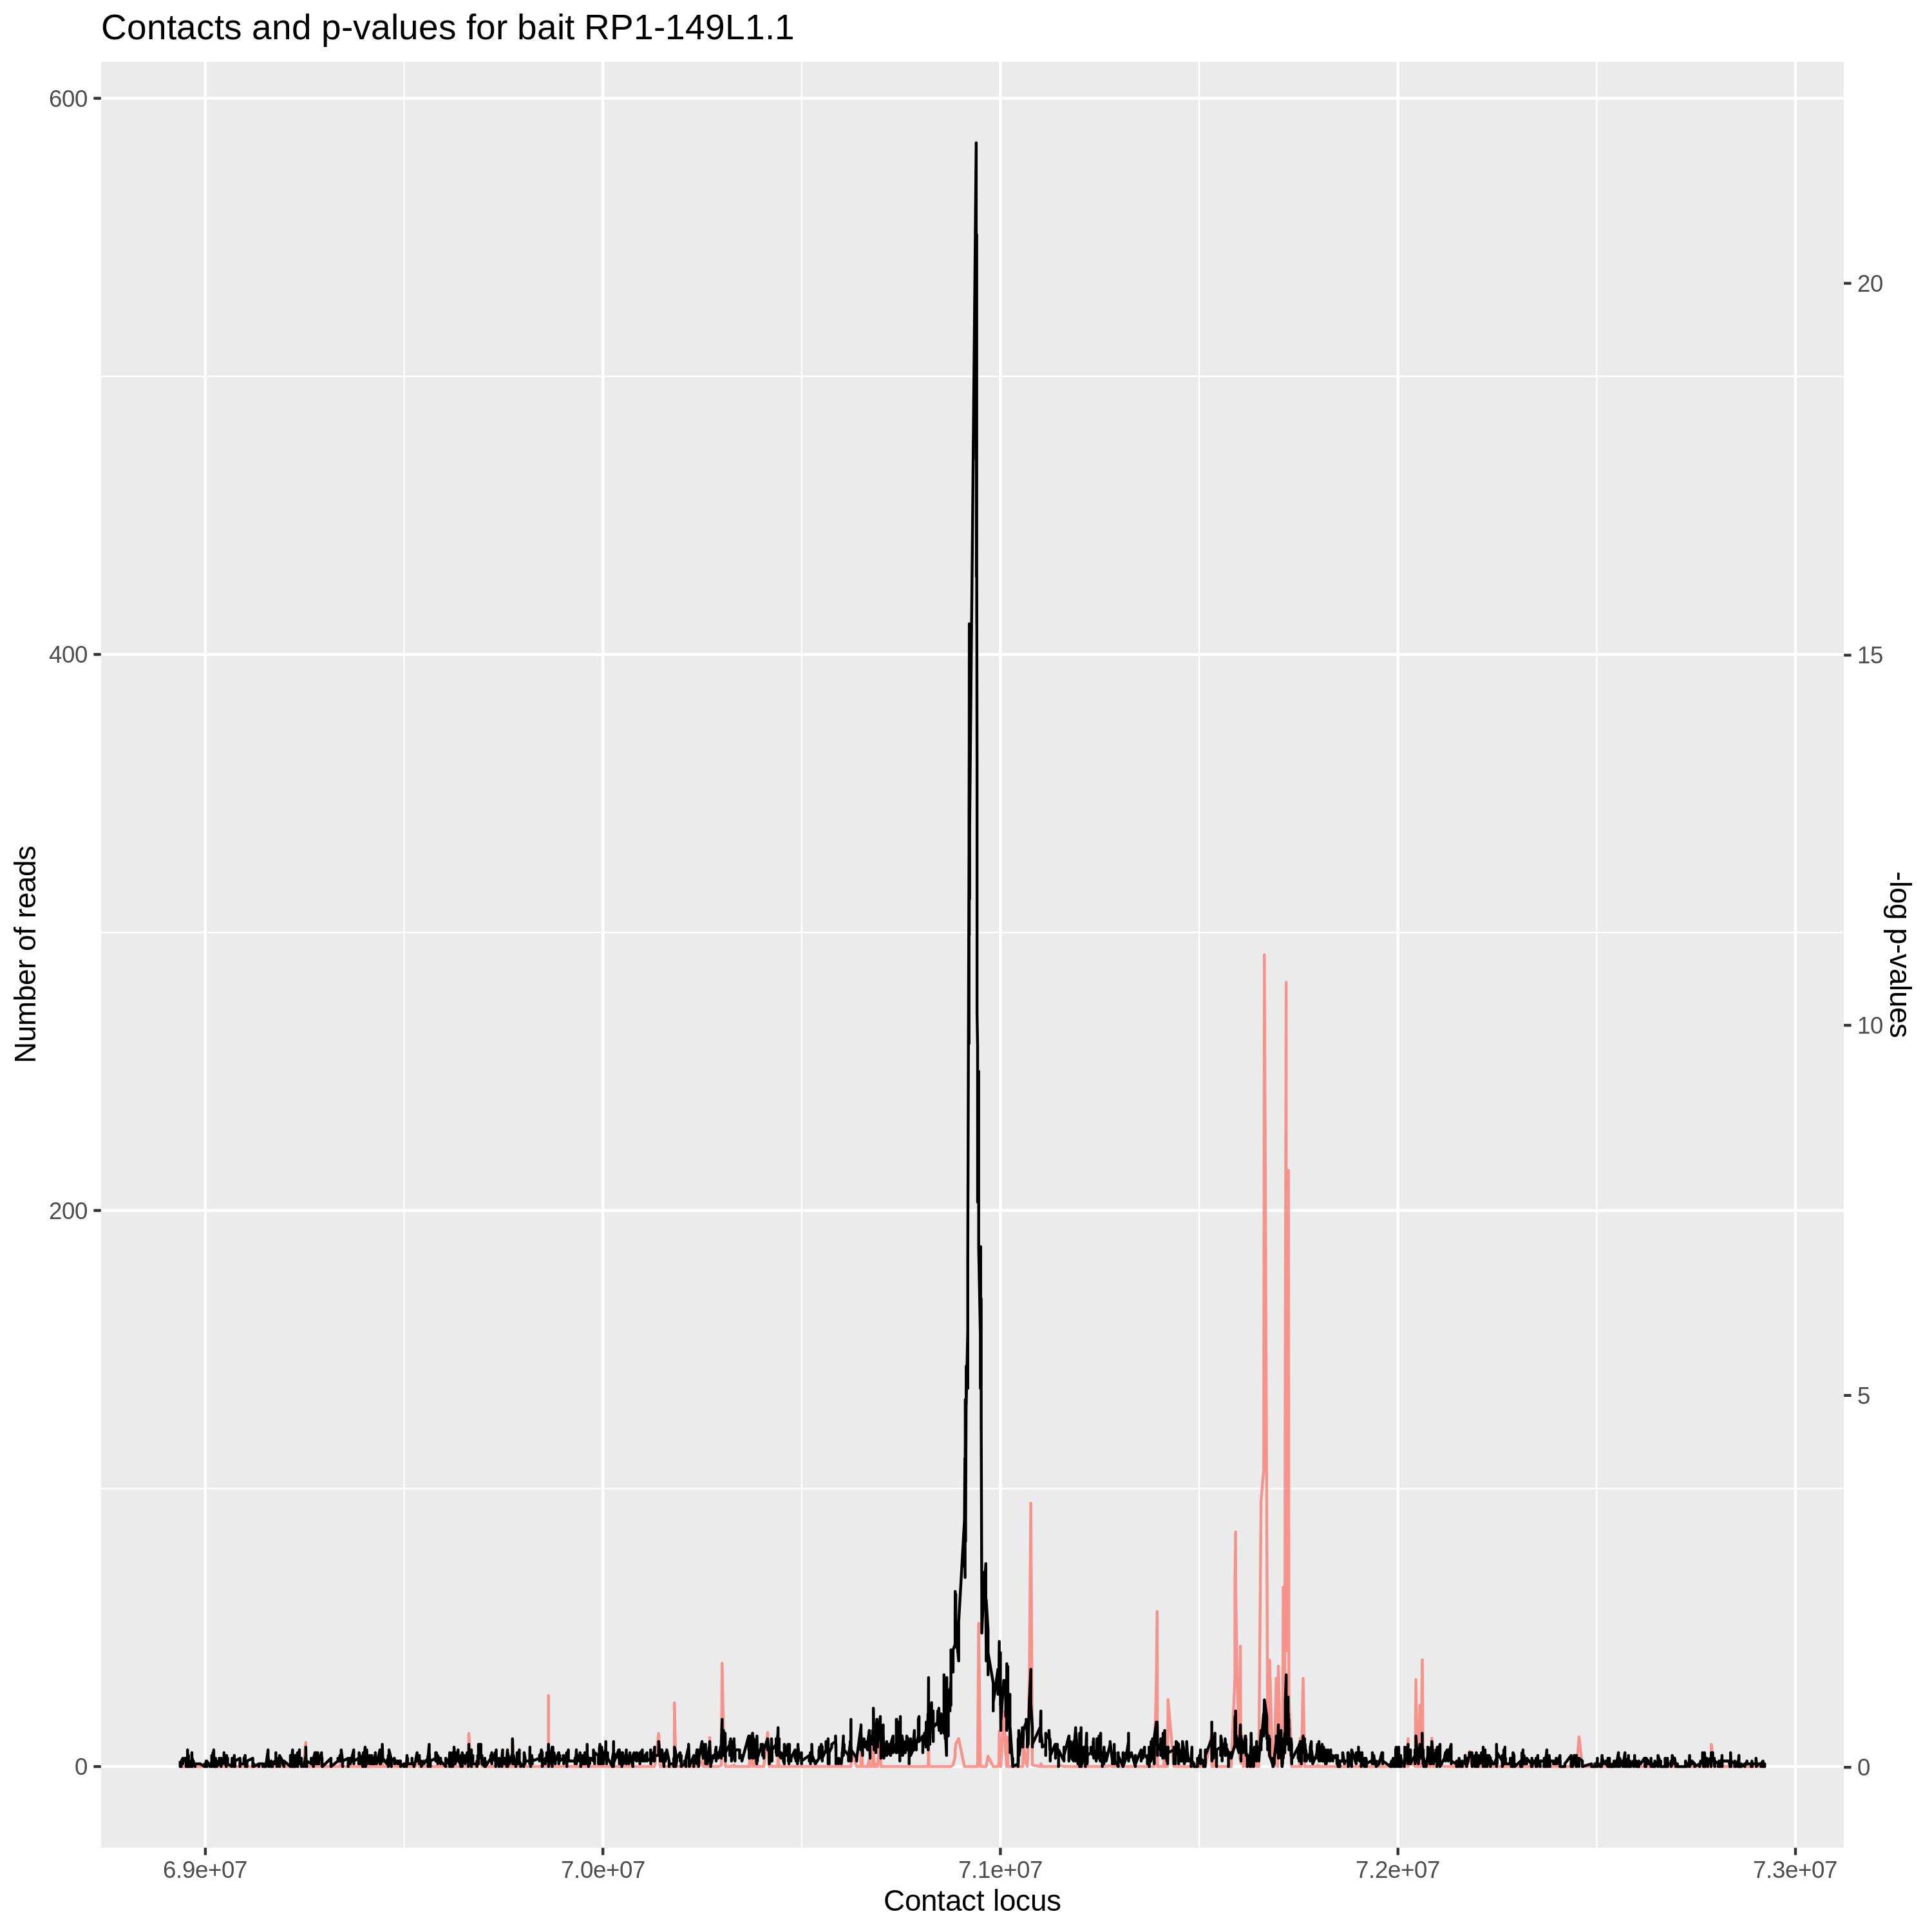 Contacts and p-values for bait RP1-149L1.1
600
400
200
0
Number of reads
20
15
10
5
0
-log p-values
6.9e+07
7.0e+07
7.1e+07
7.2e+07
7.3e+07
Contact locus